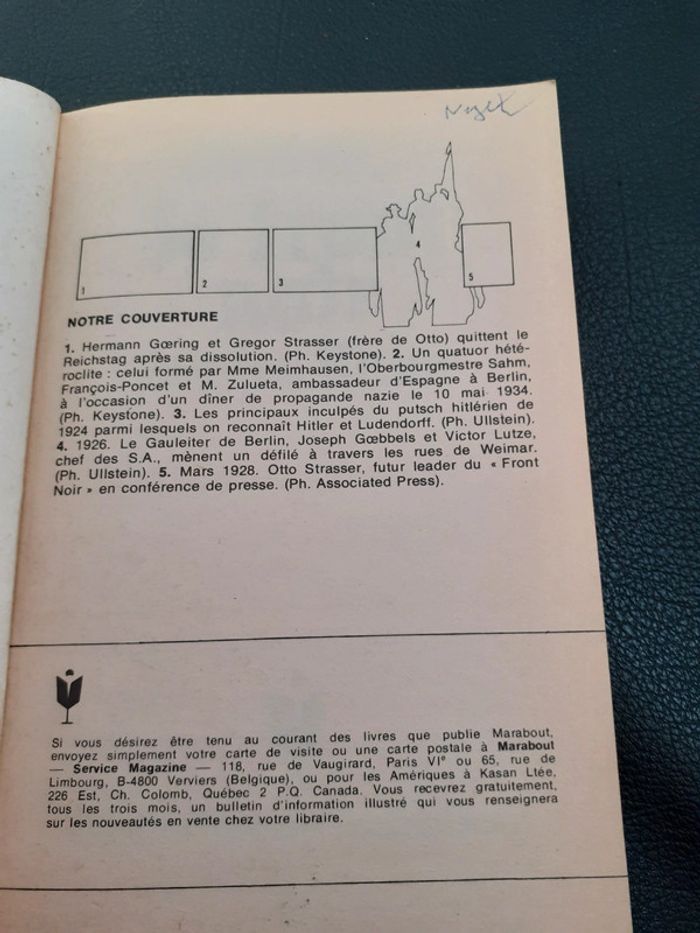 1 2 3 4 5
NOTRE COUVERTURE
1. Hermann Gœring et Gregor Strasser (frère de Otto) quittent le
Reichstag après sa dissolution. (Ph. Keystone). 2. Un quatuor hété-
roclite : celui formé par Mme Meimhausen, l'Oberbourgmestre Sahm,
François-Poncet et M. Zulueta, ambassadeur d'Espagne à Berlin,
à l'occasion d'un dîner de propagande nazie le 10 mai 1934.
(Ph. Keystone). 3. Les principaux inculpés du putsch hitlérien de
1924 parmi lesquels on reconnaît Hitler et Ludendorff. (Ph. Ullstein).
4. 1926. Le Gauleiter de Berlin, Joseph Gœbbels et Victor Lutze,
chef des S.A., mènent un défilé à travers les rues de Weimar.
(Ph. Ullstein). 5. Mars 1928. Otto Strasser, futur leader du « Front
Noir » en conférence de presse. (Ph. Associated Press).
Si vous désirez être tenu au courant des livres que publie Marabout,
envoyez simplement votre carte de visite ou une carte postale à Marabout
— Service Magazine — 118, rue de Vaugirard, Paris VIe ou 65, rue de
Limbourg, B-4800 Verviers (Belgique), ou pour les Amériques à Kasan Ltée,
226 Est, Ch. Colomb, Québec 2 P.Q. Canada. Vous recevrez gratuitement,
tous les trois mois, un bulletin d'information illustré qui vous renseignera
sur les nouveautés en vente chez votre libraire.